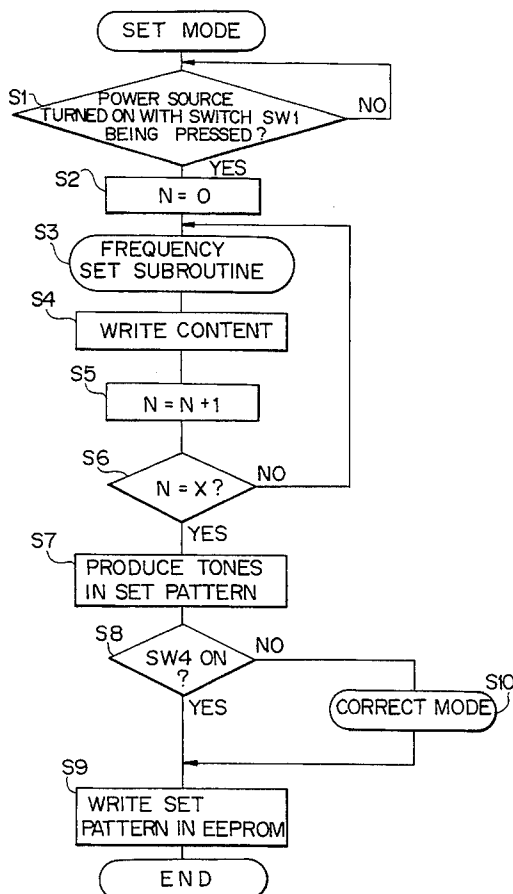 SET MODE
S1
POWER SOURCE
TURNED ON WITH SWITCH SW1
BEING PRESSED?
NO
YES
S2
N = 0
S3
FREQUENCY
SET SUBROUTINE
S4
WRITE CONTENT
S5
N = N+1
S6
N = X?
NO
YES
S7
PRODUCE TONES
IN SET PATTERN
S8
SW4 ON
?
NO
YES
S10
CORRECT MODE
S9
WRITE SET
PATTERN IN EEPROM
END